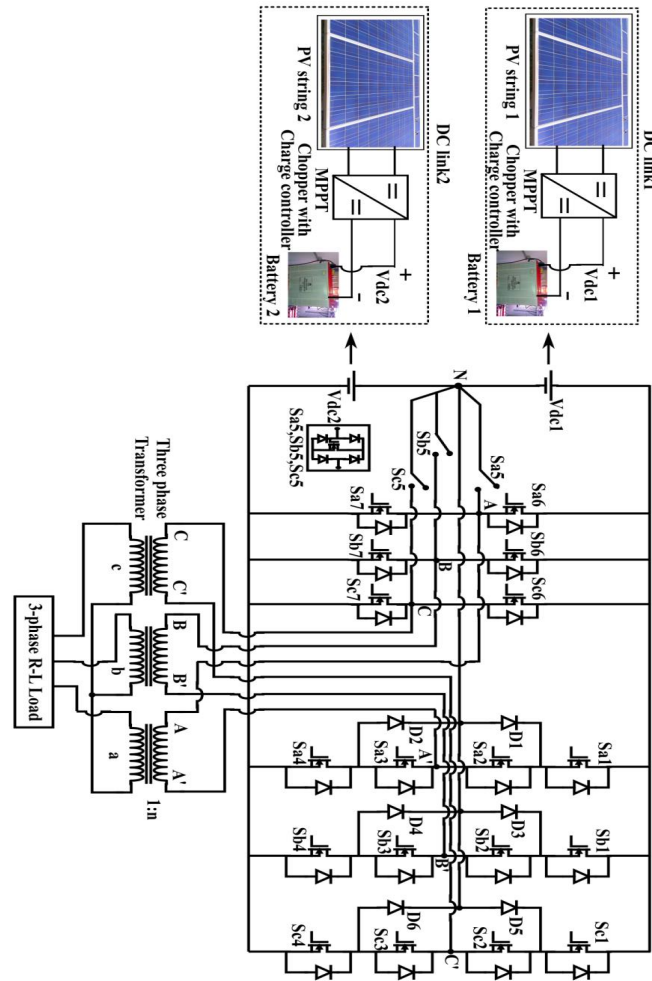 DC link1
PV string 1
MPPT
Chopper with
Charge controller
+
Vdc1
-
Battery 1
DC link2
PV string 2
MPPT
Chopper with
Charge controller
+
Vdc2
-
Battery 2
Vdc1
N
Vdc2
Sa5,Sb5,Sc5
Sa5
Sb5
Sc5
Sa6
Sb6
Sc6
A
B
C
Sa7
Sb7
Sc7
Sa1
Sb1
Sc1
D1
D3
D5
Sa2
Sb2
Sc2
A'
B'
C'
D2
D4
D6
Sa3
Sb3
Sc3
Sa4
Sb4
Sc4
Three phase
Transformer
C
C'
B
B'
A
A'
c
b
a
1:n
3-phase R-L Load